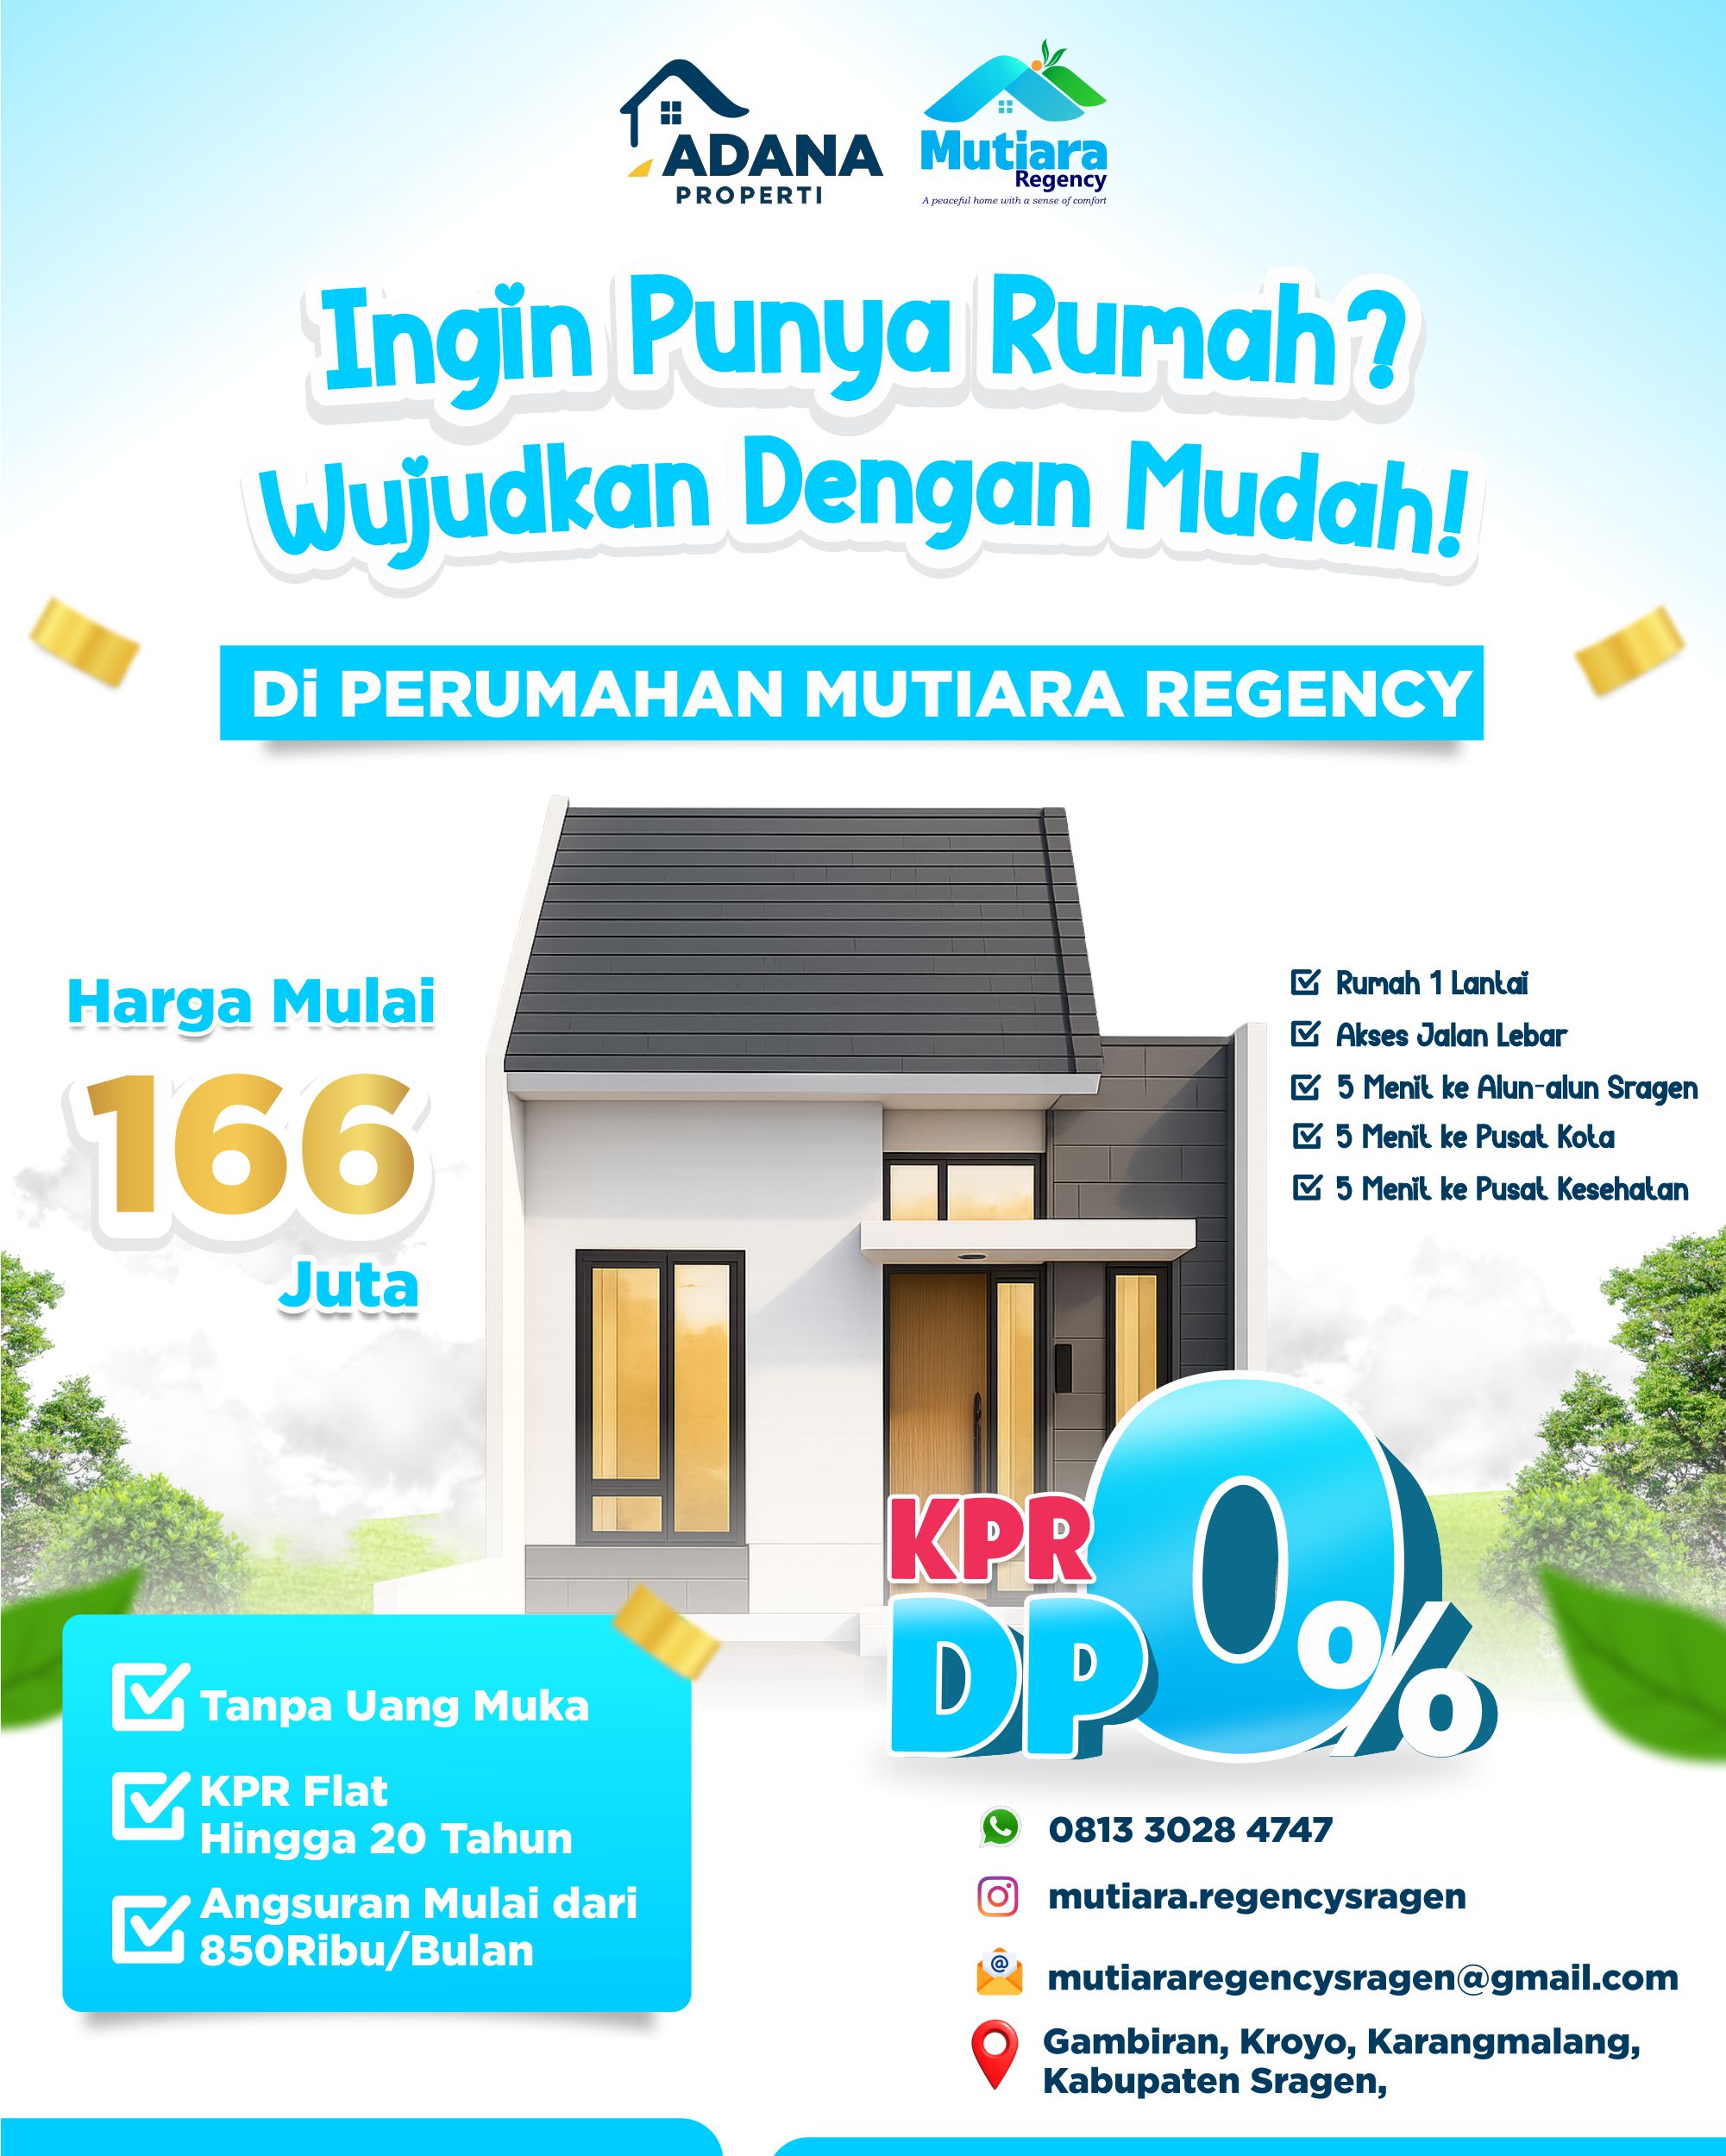 ADANA
PROPERTI
Mutiara
Regency
A peaceful home with a sense of comfort
Ingin Punya Rumah?
Wujudkan Dengan Mudah!
Di PERUMAHAN MUTIARA REGENCY
Harga Mulai
166
Juta
Rumah 1 Lantai
Akses Jalan Lebar
5 Menit ke Alun-alun Sragen
5 Menit ke Pusat Kota
5 Menit ke Pusat Kesehatan
KPR
DP 0%
Tanpa Uang Muka
KPR Flat
Hingga 20 Tahun
Angsuran Mulai dari
850Ribu/Bulan
0813 3028 4747
mutiara.regencysragen
@
mutiararegencysragen@gmail.com
Gambiran, Kroyo, Karangmalang,
Kabupaten Sragen,